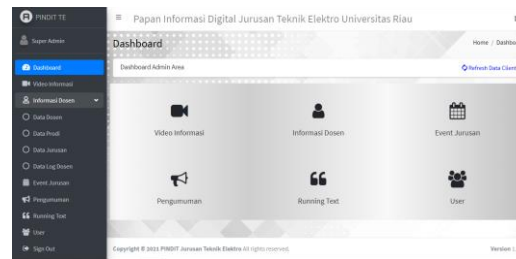 PINDIT TE
Super Admin
Dashboard
Video Informasi
Informasi Dosen
Data Dosen
Data Prodi
Data Jurusan
Data Log Dosen
Event Jurusan
Pengumuman
Running Text
User
Sign Out
Papan Informasi Digital Jurusan Teknik Elektro Universitas Riau
Dashboard
Home / Dashbo
Dashboard Admin Area
Refresh Data Client
Video Informasi
Informasi Dosen
Event Jurusan
Pengumuman
Running Text
User
Copyright © 2021 PINDIT Jurusan Teknik Elektro All rights reserved.
Version